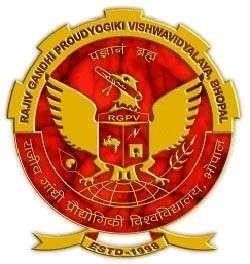 RAJIV GANDHI PROUDYOGIKI VISHWAVIDYALAYA, BHOPAL
प्रज्ञानं ब्रह्म
RGPV
राजीव गांधी प्रौद्योगिकी विश्वविद्यालय, भोपाल
ESTD-1998